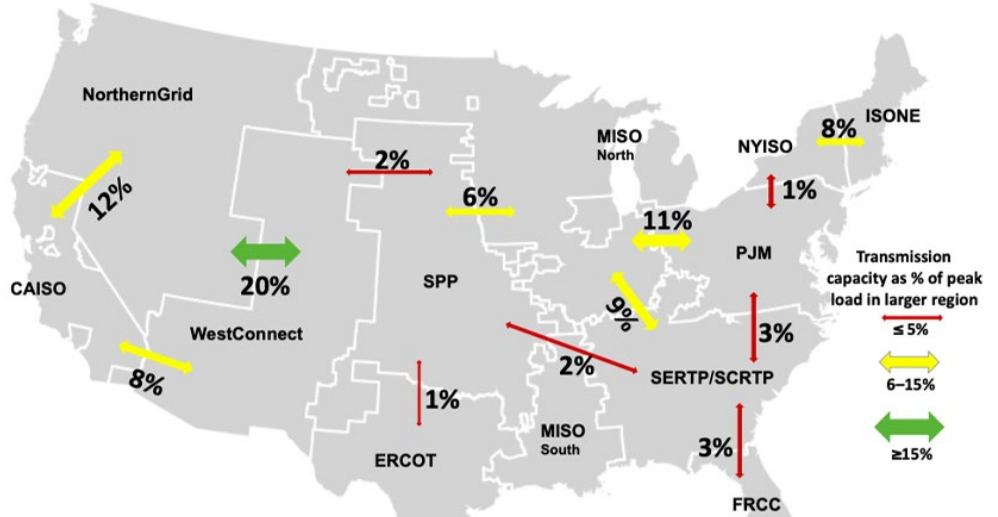 NorthernGrid
ISONE
8%
MISO
North
NYISO
2%
1%
12%
6%
11%
PJM
Transmission
capacity as % of peak
load in larger region
≤ 5%
20%
CAISO
SPP
9%
WestConnect
3%
6–15%
8%
2%
SERTP/SCRTP
1%
MISO
South
3%
≥15%
ERCOT
FRCC